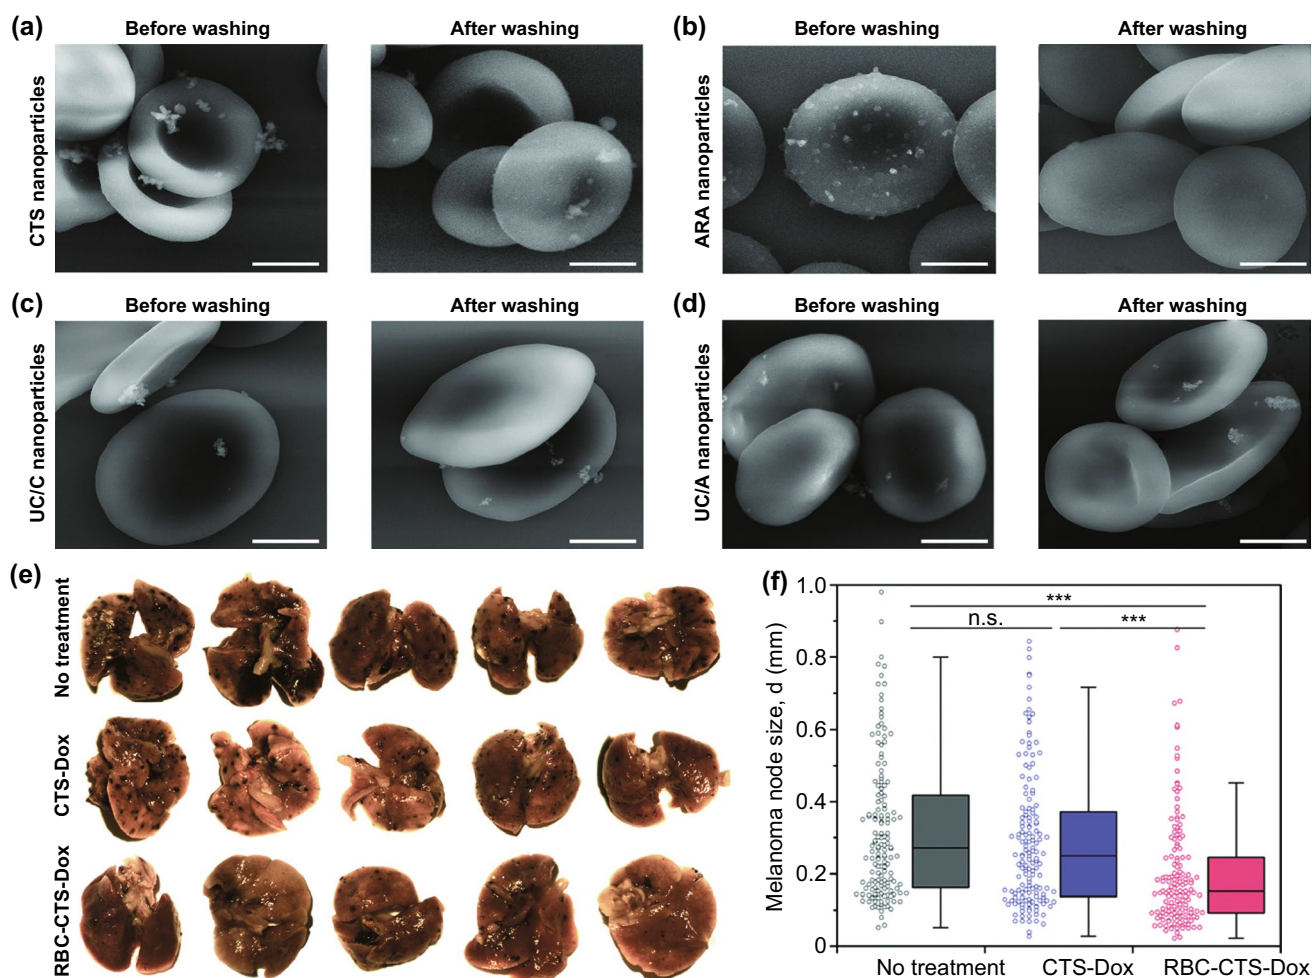 (a)
Before washing
After washing
CTS nanoparticles
(b)
Before washing
After washing
ARA nanoparticles
(c)
Before washing
After washing
UC/C nanoparticles
(d)
Before washing
After washing
UC/A nanoparticles
(e)
No treatment
CTS-Dox
RBC-CTS-Dox
(f)
Melanoma node size, d (mm)
1.0
0.8
0.6
0.4
0.2
0
***
n.s.
***
No treatment
CTS-Dox
RBC-CTS-Dox